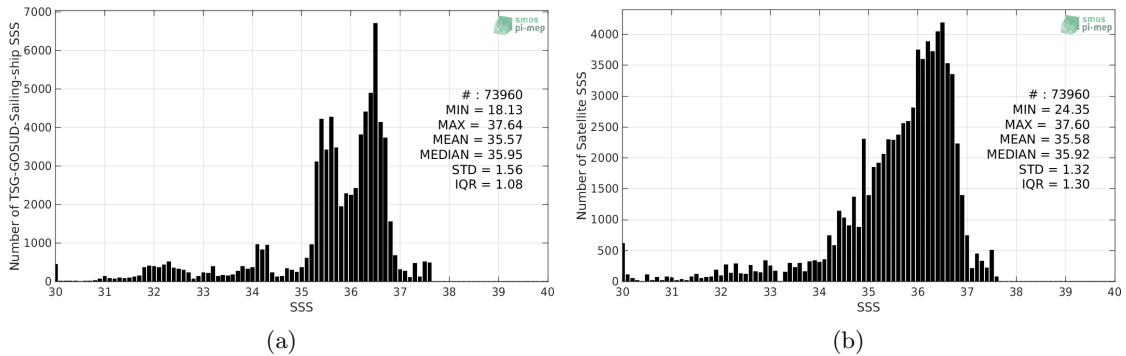 Number of TSG-GOSUD-Sailing-ship SSS
7000
6000
5000
4000
3000
2000
1000
0
30 31 32 33 34 35 36 37 38 39 40
SSS
smos
pi-mep
# : 73960
MIN = 18.13
MAX = 37.64
MEAN = 35.57
MEDIAN = 35.95
STD = 1.56
IQR = 1.08
(a)
Number of Satellite SSS
4000
3500
3000
2500
2000
1500
1000
500
0
30 31 32 33 34 35 36 37 38 39 40
SSS
smos
pi-mep
# : 73960
MIN = 24.35
MAX = 37.60
MEAN = 35.58
MEDIAN = 35.92
STD = 1.32
IQR = 1.30
(b)